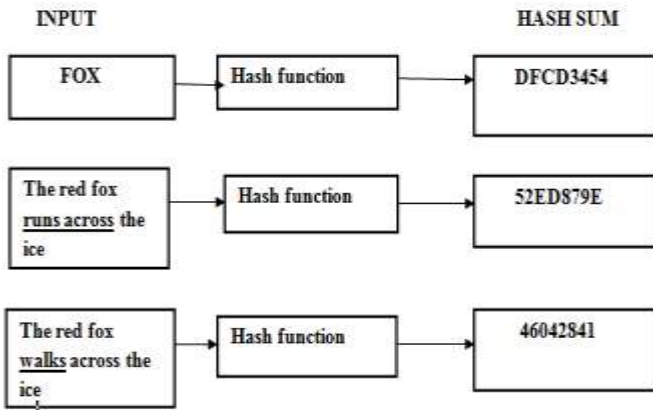 INPUT HASH SUM
FOX Hash function DFCD3454
The red fox
runs across the
ice
Hash function
52ED879E
The red fox
walks across the
ice
Hash function
46042841